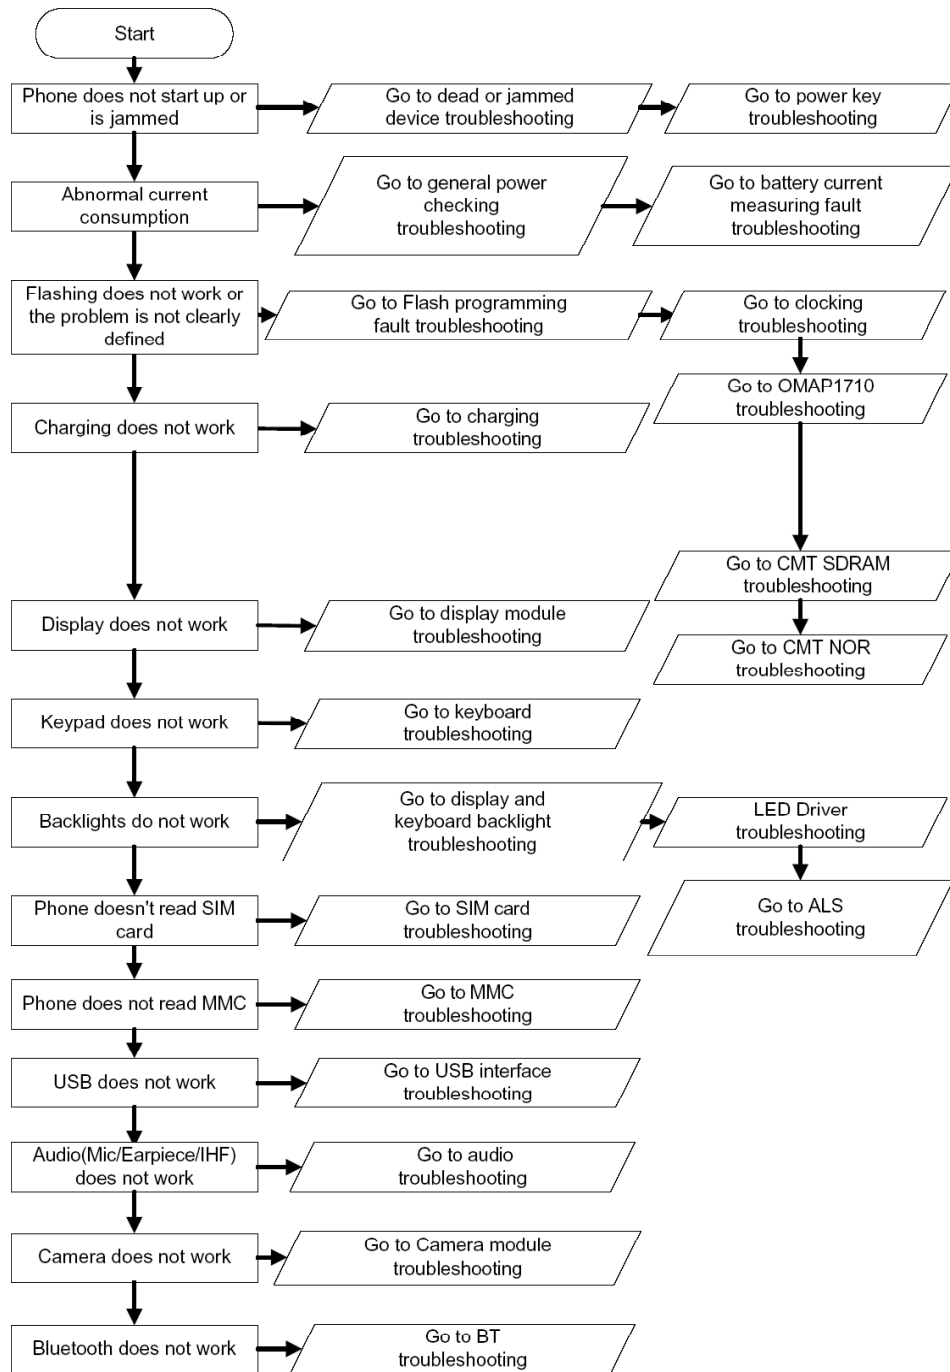 Start
Phone does not start up or
is jammed
Go to dead or jammed
device troubleshooting
Go to power key
troubleshooting
Abnormal current
consumption
Go to general power
checking
troubleshooting
Go to battery current
measuring fault
troubleshooting
Flashing does not work or
the problem is not clearly
defined
Go to Flash programming
fault troubleshooting
Go to clocking
troubleshooting
Go to OMAP1710
troubleshooting
Charging does not work
Go to charging
troubleshooting
Go to CMT SDRAM
troubleshooting
Display does not work
Go to display module
troubleshooting
Go to CMT NOR
troubleshooting
Keypad does not work
Go to keyboard
troubleshooting
Backlights do not work
Go to display and
keyboard backlight
troubleshooting
LED Driver
troubleshooting
Phone doesn't read SIM
card
Go to SIM card
troubleshooting
Go to ALS
troubleshooting
Phone does not read MMC
Go to MMC
troubleshooting
USB does not work
Go to USB interface
troubleshooting
Audio(Mic/Earpiece/IHF)
does not work
Go to audio
troubleshooting
Camera does not work
Go to Camera module
troubleshooting
Bluetooth does not work
Go to BT
troubleshooting